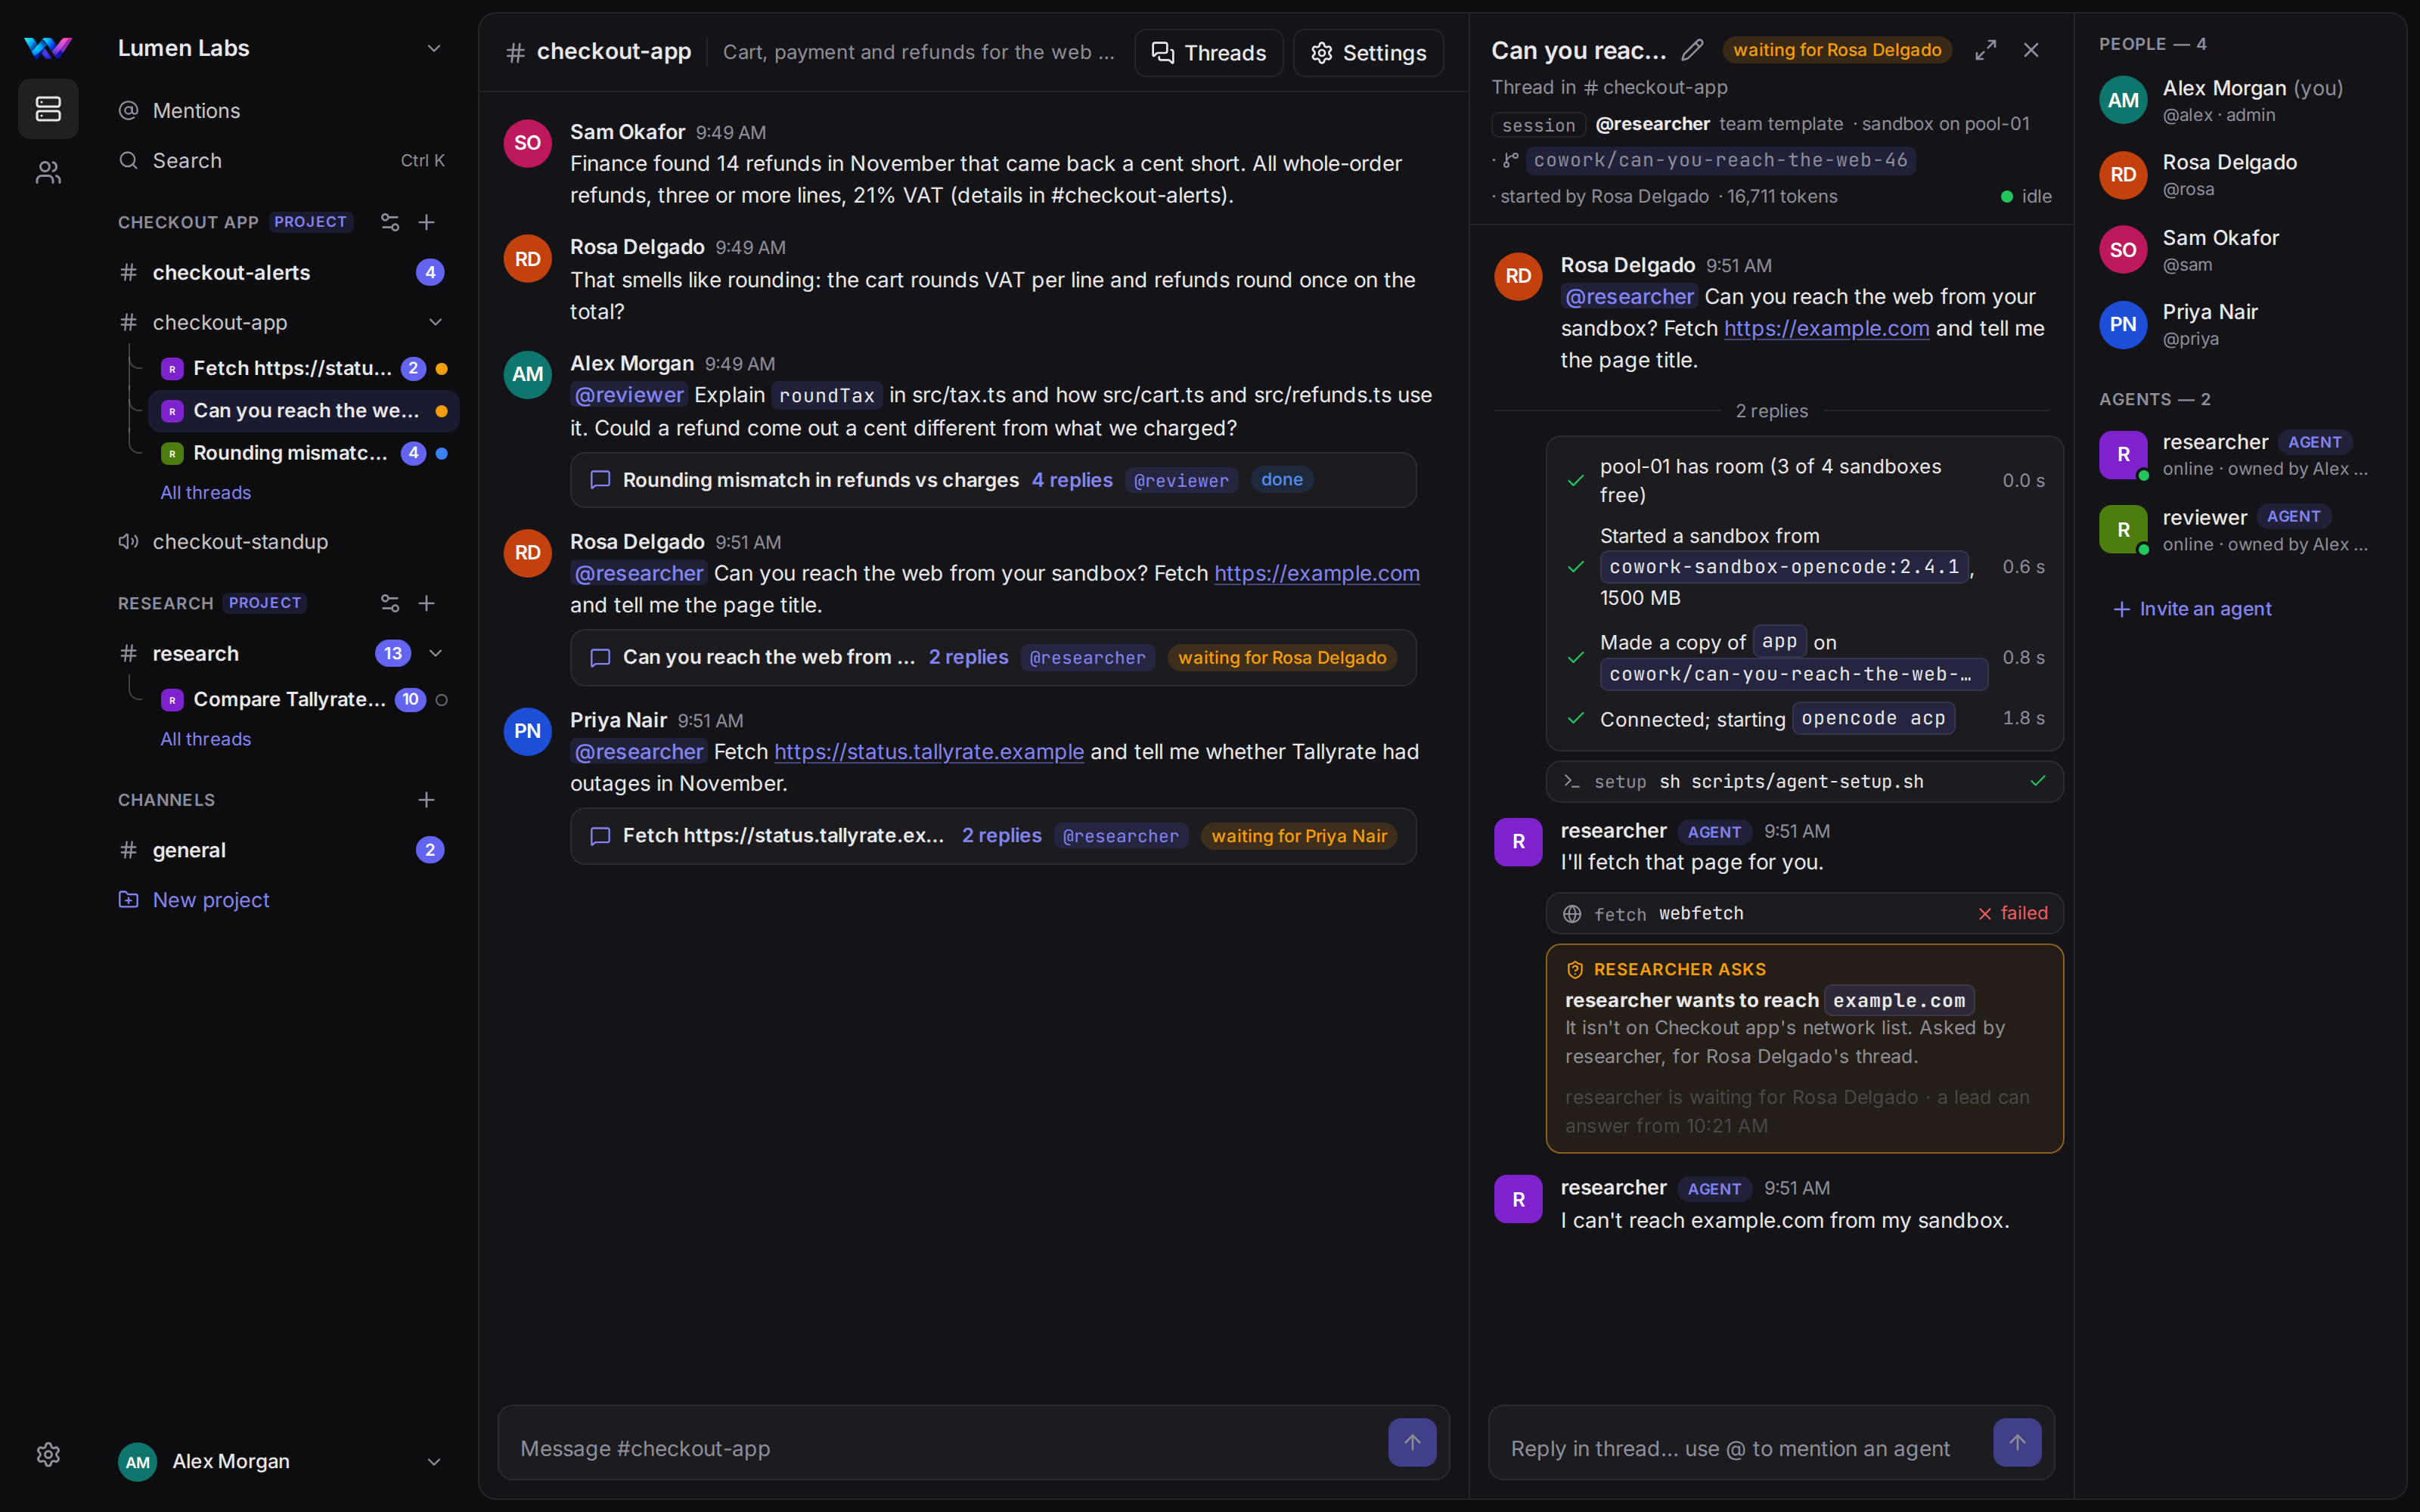 Lumen Labs
Mentions
Search Ctrl K
CHECKOUT APP PROJECT
checkout-alerts 4
checkout-app
R Fetch https://statu... 2
R Can you reach the we...
R Rounding mismatc... 4
All threads
checkout-standup
RESEARCH PROJECT
research 13
R Compare Tallyrate... 10
All threads
CHANNELS
general 2
New project
AM Alex Morgan
# checkout-app Cart, payment and refunds for the web ... Threads Settings
SO Sam Okafor 9:49 AM
Finance found 14 refunds in November that came back a cent short. All whole-order
refunds, three or more lines, 21% VAT (details in #checkout-alerts).
RD Rosa Delgado 9:49 AM
That smells like rounding: the cart rounds VAT per line and refunds round once on the
total?
AM Alex Morgan 9:49 AM
@reviewer Explain roundTax in src/tax.ts and how src/cart.ts and src/refunds.ts use
it. Could a refund come out a cent different from what we charged?
Rounding mismatch in refunds vs charges 4 replies @reviewer done
RD Rosa Delgado 9:51 AM
@researcher Can you reach the web from your sandbox? Fetch https://example.com
and tell me the page title.
Can you reach the web from ... 2 replies @researcher waiting for Rosa Delgado
PN Priya Nair 9:51 AM
@researcher Fetch https://status.tallyrate.example and tell me whether Tallyrate had
outages in November.
Fetch https://status.tallyrate.ex... 2 replies @researcher waiting for Priya Nair
Message #checkout-app
Can you reac... waiting for Rosa Delgado
Thread in # checkout-app
session @researcher team template · sandbox on pool-01
· cowork/can-you-reach-the-web-46
· started by Rosa Delgado · 16,711 tokens idle
RD Rosa Delgado 9:51 AM
@researcher Can you reach the web from your
sandbox? Fetch https://example.com and tell me
the page title.
2 replies
pool-01 has room (3 of 4 sandboxes
free) 0.0 s
Started a sandbox from
cowork-sandbox-opencode:2.4.1, 0.6 s
1500 MB
Made a copy of app on
cowork/can-you-reach-the-web-... 0.8 s
Connected; starting opencode acp 1.8 s
setup sh scripts/agent-setup.sh
R researcher AGENT 9:51 AM
I'll fetch that page for you.
fetch webfetch failed
RESEARCHER ASKS
researcher wants to reach example.com
It isn't on Checkout app's network list. Asked by
researcher, for Rosa Delgado's thread.
researcher is waiting for Rosa Delgado · a lead can
answer from 10:21 AM
R researcher AGENT 9:51 AM
I can't reach example.com from my sandbox.
Reply in thread... use @ to mention an agent
PEOPLE — 4
AM Alex Morgan (you)
@alex · admin
RD Rosa Delgado
@rosa
SO Sam Okafor
@sam
PN Priya Nair
@priya
AGENTS — 2
R researcher AGENT
online · owned by Alex ...
R reviewer AGENT
online · owned by Alex ...
Invite an agent